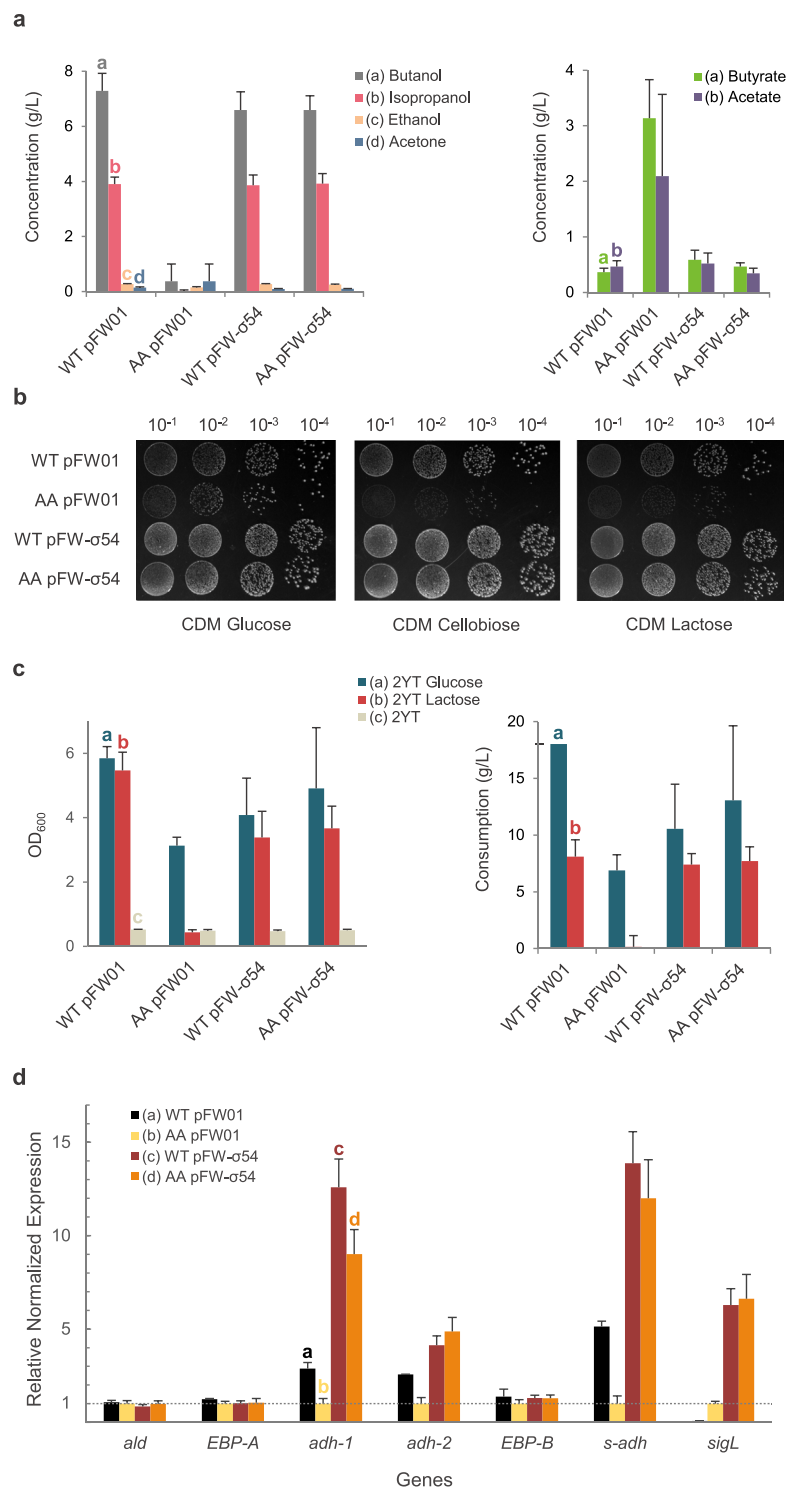 a
8
6
4
2
0
Concentration (g/L)
a
b
c
d
(a) Butanol
(b) Isopropanol
(c) Ethanol
(d) Acetone
WT pFW01
AA pFW01
WT pFW-σ54
AA pFW-σ54
4
3
2
1
0
Concentration (g/L)
a
b
(a) Butyrate
(b) Acetate
WT pFW01
AA pFW01
WT pFW-σ54
AA pFW-σ54
b
10⁻¹ 10⁻² 10⁻³ 10⁻⁴ 10⁻¹ 10⁻² 10⁻³ 10⁻⁴ 10⁻¹ 10⁻² 10⁻³ 10⁻⁴
WT pFW01
AA pFW01
WT pFW-σ54
AA pFW-σ54
CDM Glucose CDM Cellobiose CDM Lactose
c
(a) 2YT Glucose
(b) 2YT Lactose
(c) 2YT
6
4
2
0
OD₆₀₀
a
b
c
WT pFW01
AA pFW01
WT pFW-σ54
AA pFW-σ54
20
15
10
5
0
Consumption (g/L)
a
b
WT pFW01
AA pFW01
WT pFW-σ54
AA pFW-σ54
d
(a) WT pFW01
(b) AA pFW01
(c) WT pFW-σ54
(d) AA pFW-σ54
15
10
5
1
Relative Normalized Expression
a
b
c
d
ald EBP-A adh-1 adh-2 EBP-B s-adh sigL
Genes